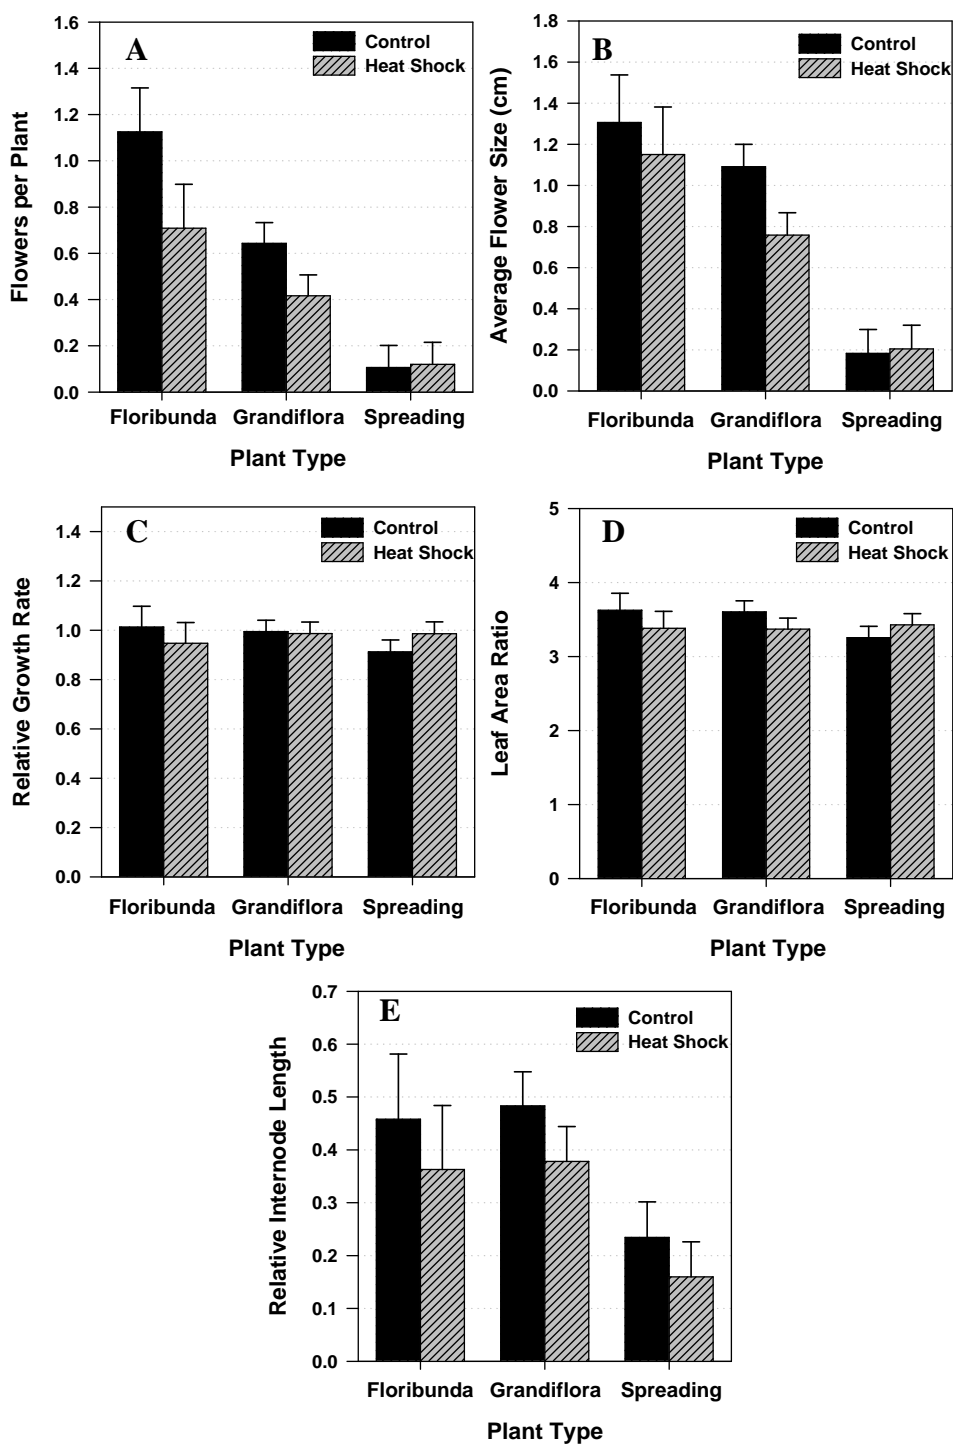 A
Control
Heat Shock
Flowers per Plant
1.6
1.4
1.2
1.0
0.8
0.6
0.4
0.2
0.0
Floribunda Grandiflora Spreading
Plant Type
B
Control
Heat Shock
Average Flower Size (cm)
1.8
1.6
1.4
1.2
1.0
0.8
0.6
0.4
0.2
0.0
Floribunda Grandiflora Spreading
Plant Type
C
Control
Heat Shock
Relative Growth Rate
1.4
1.2
1.0
0.8
0.6
0.4
0.2
0.0
Floribunda Grandiflora Spreading
Plant Type
D
Control
Heat Shock
Leaf Area Ratio
5
4
3
2
1
0
Floribunda Grandiflora Spreading
Plant Type
E
Control
Heat Shock
Relative Internode Length
0.7
0.6
0.5
0.4
0.3
0.2
0.1
0.0
Floribunda Grandiflora Spreading
Plant Type